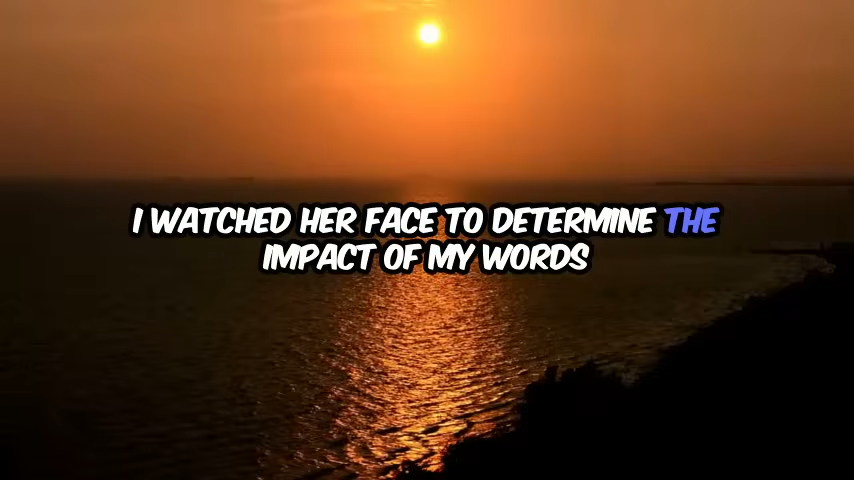 I WATCHED HER FACE TO DETERMINE THE
IMPACT OF MY WORDS